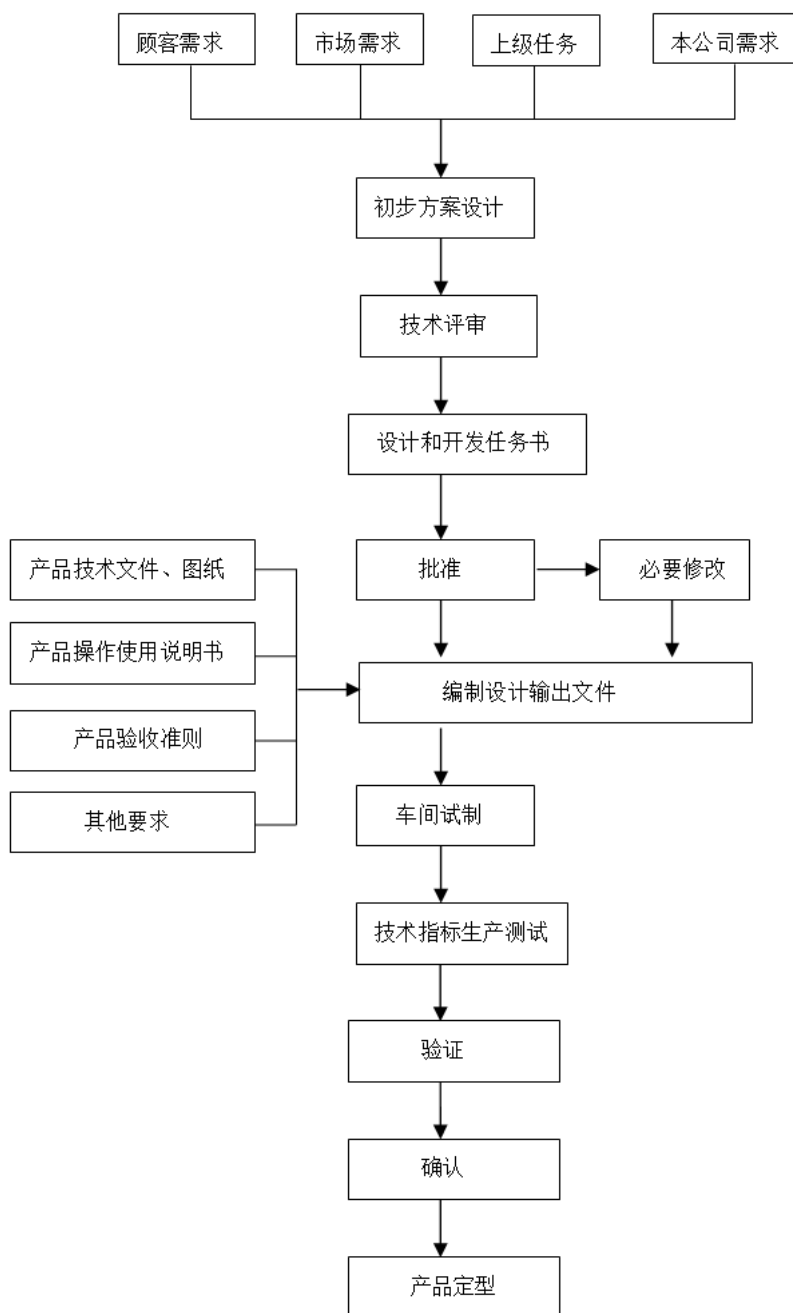 顾客需求
市场需求
上级任务
本公司需求
初步方案设计
技术评审
设计和开发任务书
产品技术文件、图纸
批准
必要修改
产品操作使用说明书
编制设计输出文件
产品验收准则
其他要求
车间试制
技术指标生产测试
验证
确认
产品定型